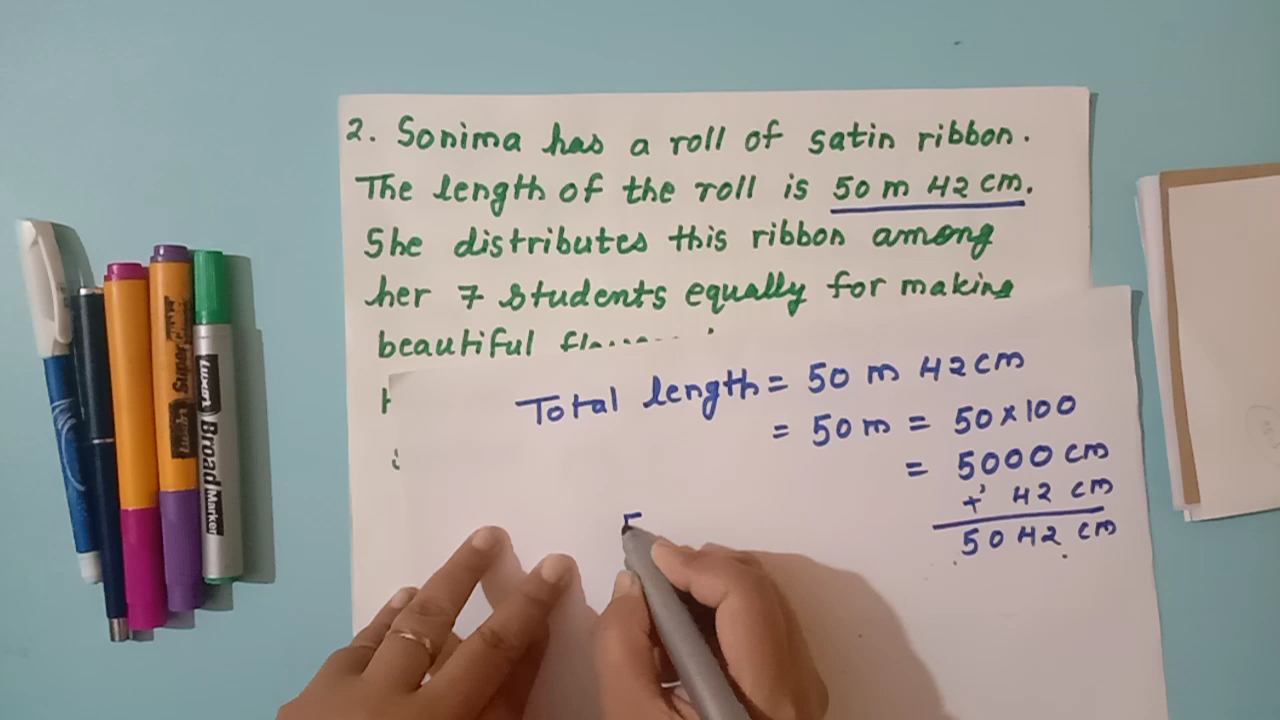 2. Sonima has a roll of satin ribbon.
The length of the roll is 50 m 42 cm.
She distributes this ribbon among
her 7 students equally for making
beautiful
Total length = 50 m 42 cm
= 50 m = 50 x 100
= 5000 cm
+ 42 cm
5042 cm
5
Luxor Broad Marker
Super